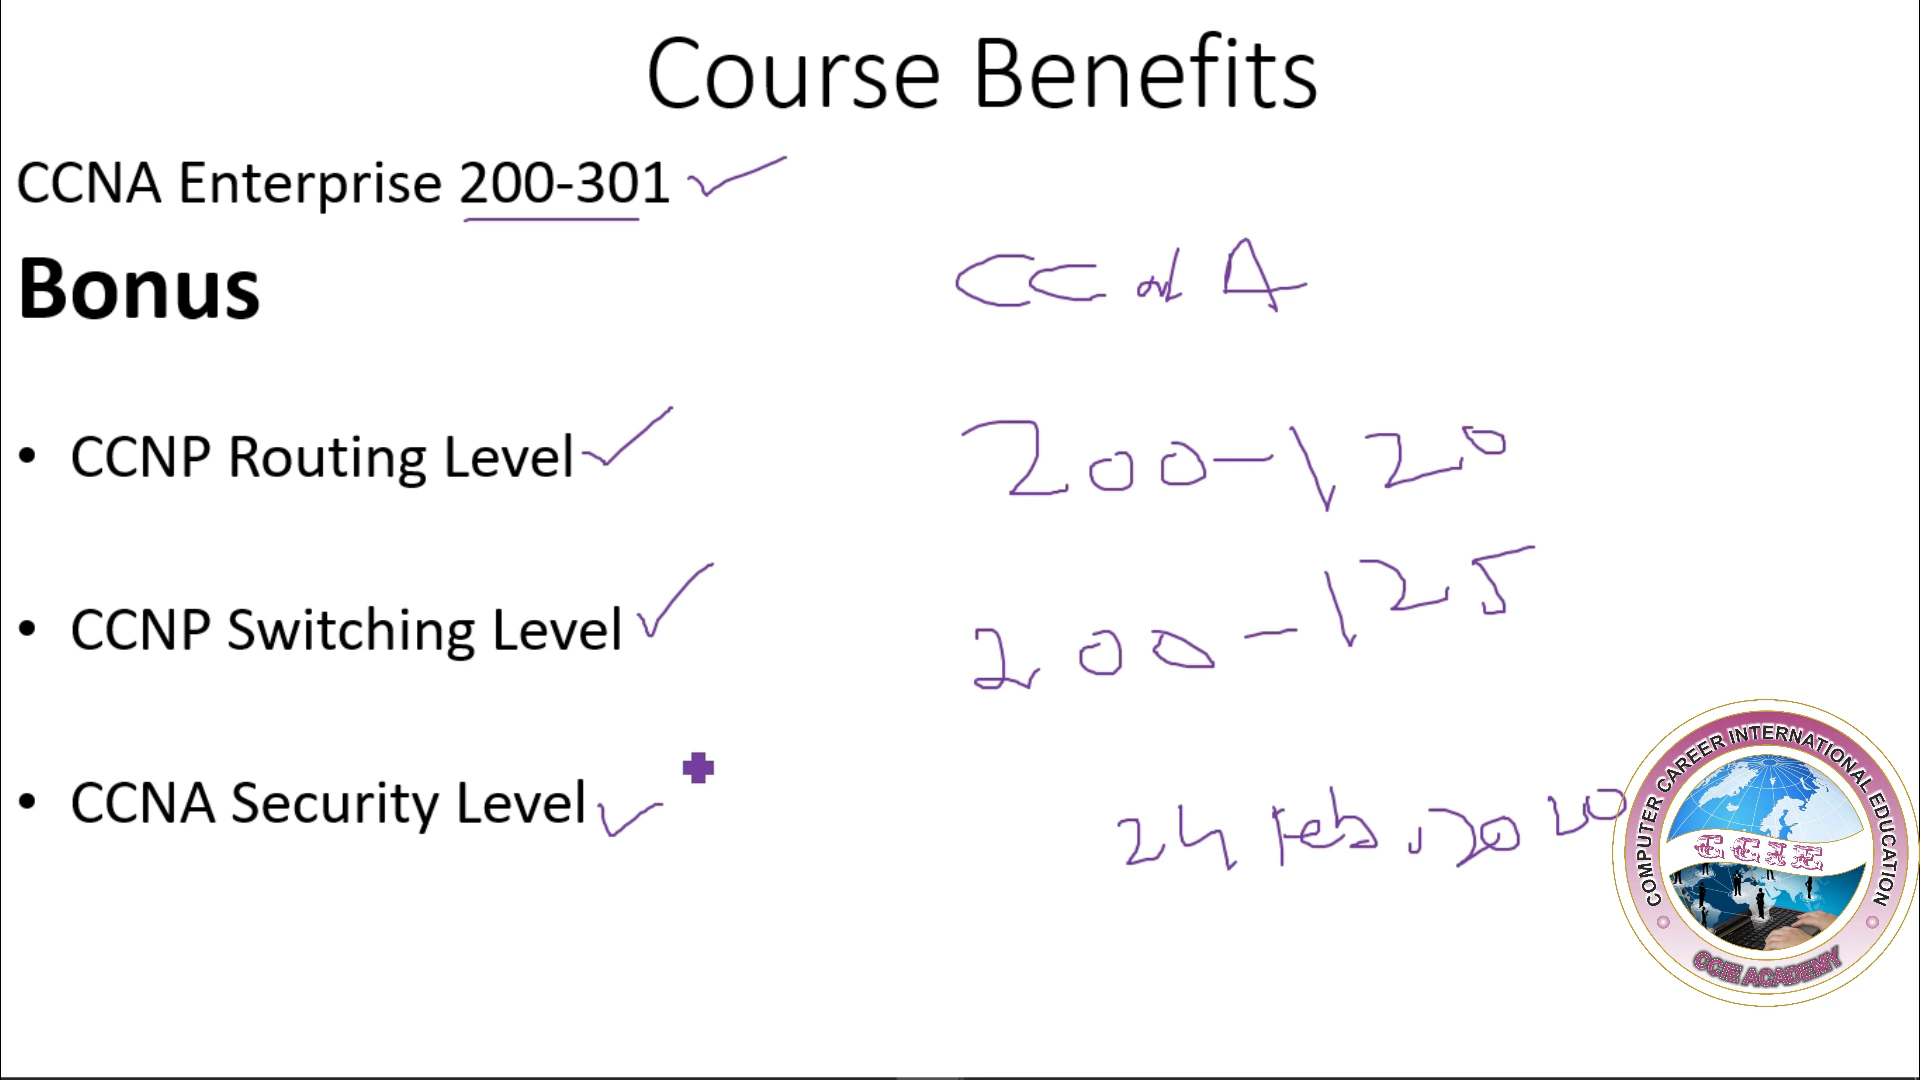 Course Benefits
CCNA Enterprise 200-301
Bonus
CCNA
• CCNP Routing Level
200-120
• CCNP Switching Level
200-125
• CCNA Security Level
24 Feb, 2020
COMPUTER CAREER INTERNATIONAL EDUCATION
CCIE
CCIE ACADEMY